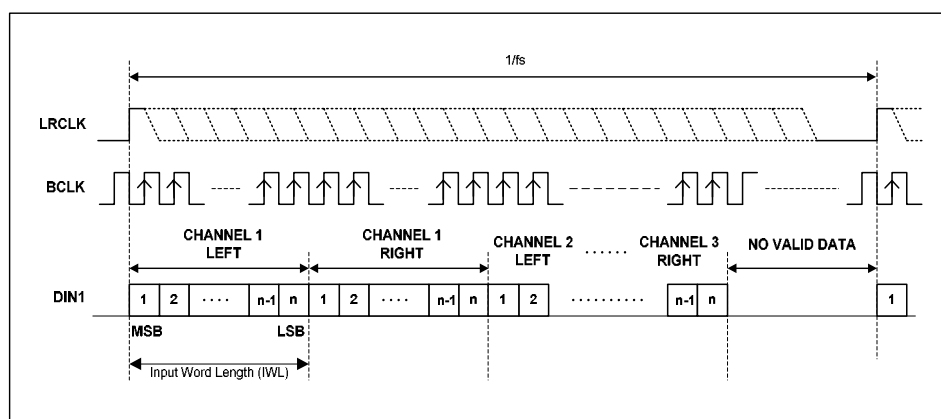 1/fs
LRCLK
BCLK
CHANNEL 1 LEFT
CHANNEL 1 RIGHT
CHANNEL 2 LEFT
......
CHANNEL 3 RIGHT
NO VALID DATA
DIN1
1 2 .... n-1 n 1 2 .... n-1 n 1 2 .......... n-1 n 1
MSB LSB
Input Word Length (IWL)